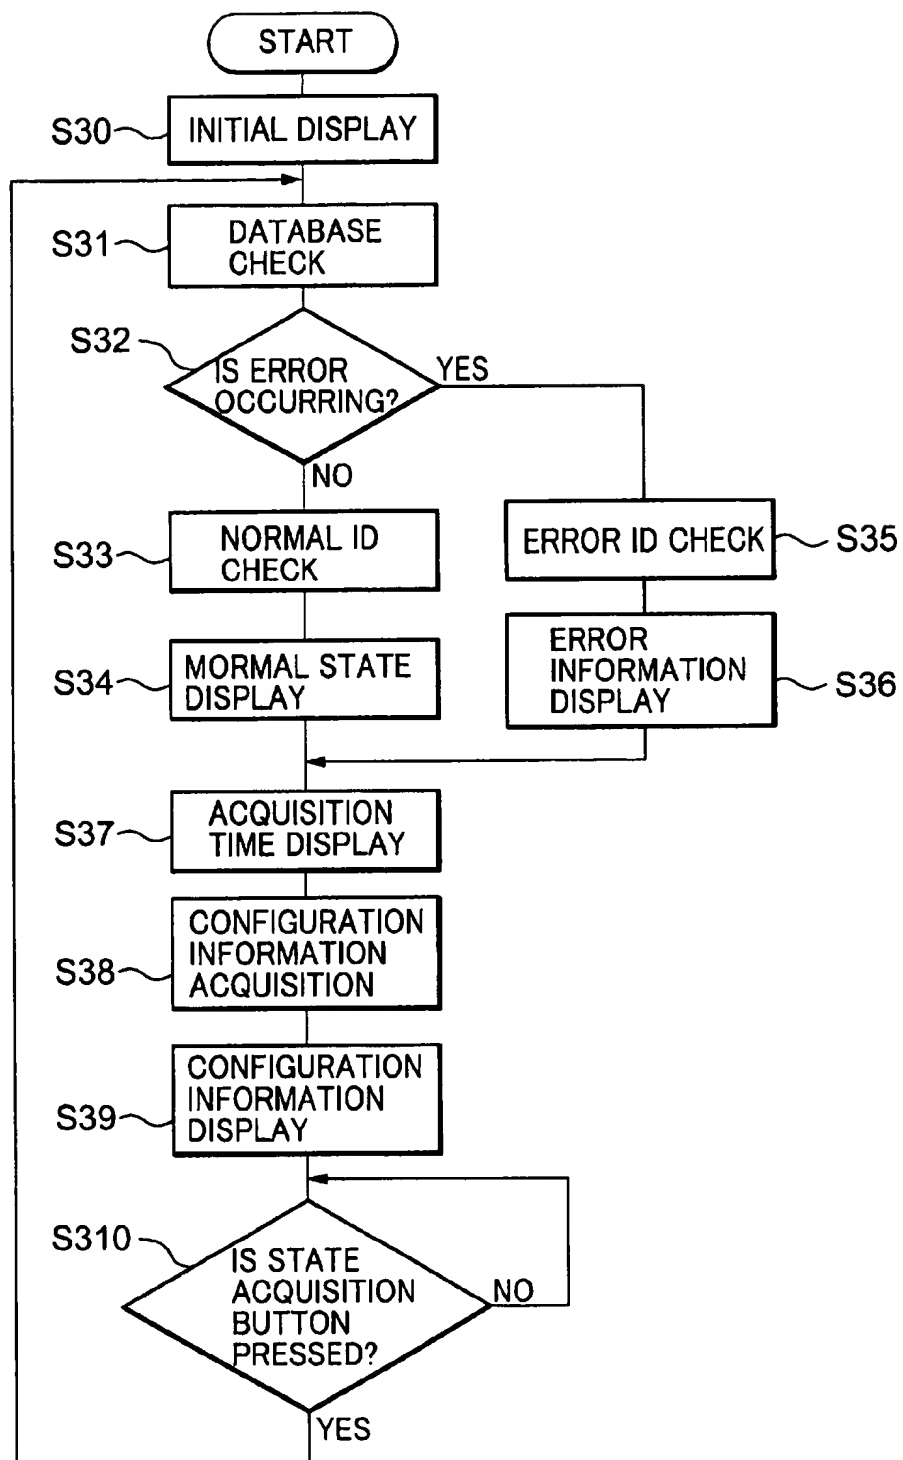 START
S30
INITIAL DISPLAY
S31
DATABASE
CHECK
S32
IS ERROR
OCCURRING?
YES
NO
S33
NORMAL ID
CHECK
ERROR ID CHECK
S35
S34
MORMAL STATE
DISPLAY
ERROR
INFORMATION
DISPLAY
S36
S37
ACQUISITION
TIME DISPLAY
S38
CONFIGURATION
INFORMATION
ACQUISITION
S39
CONFIGURATION
INFORMATION
DISPLAY
S310
IS STATE
ACQUISITION
BUTTON
PRESSED?
NO
YES